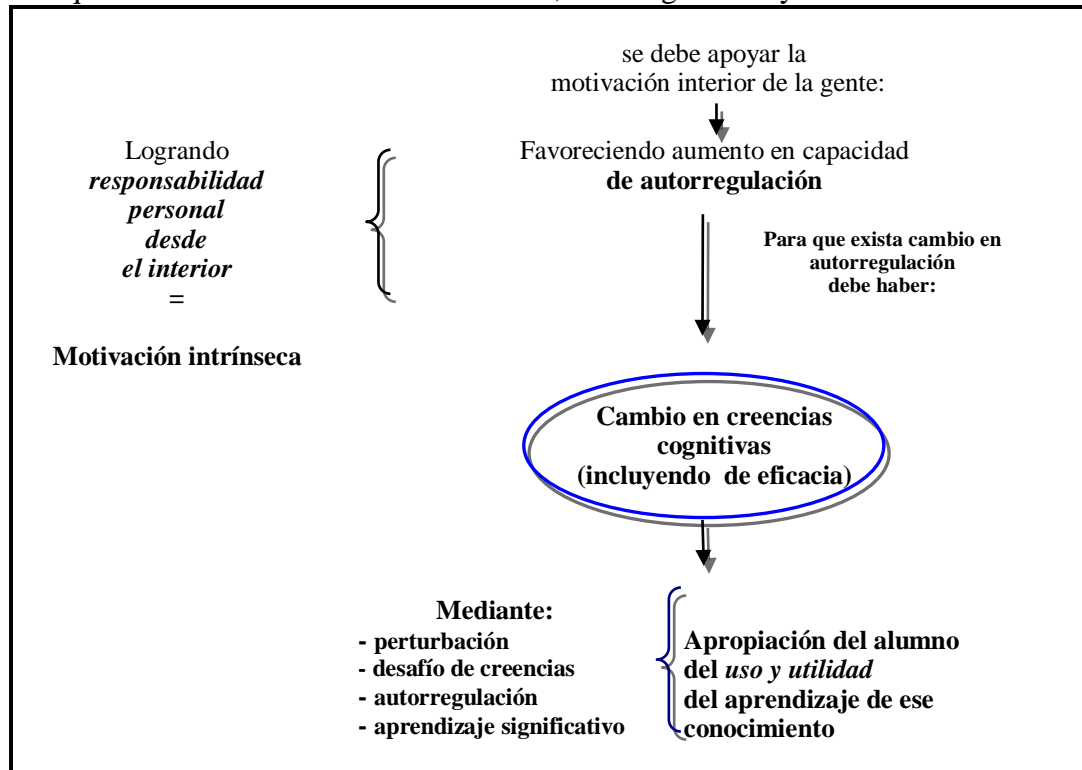 se debe apoyar la
motivación interior de la gente:
Favoreciendo aumento en capacidad
de autorregulación
Logrando
responsabilidad
personal
desde
el interior
=
Motivación intrínseca
Para que exista cambio en
autorregulación
debe haber:
Cambio en creencias
cognitivas
(incluyendo de eficacia)
Mediante:
- perturbación
- desafío de creencias
- autorregulación
- aprendizaje significativo
Apropiación del alumno
del uso y utilidad
del aprendizaje de ese
conocimiento